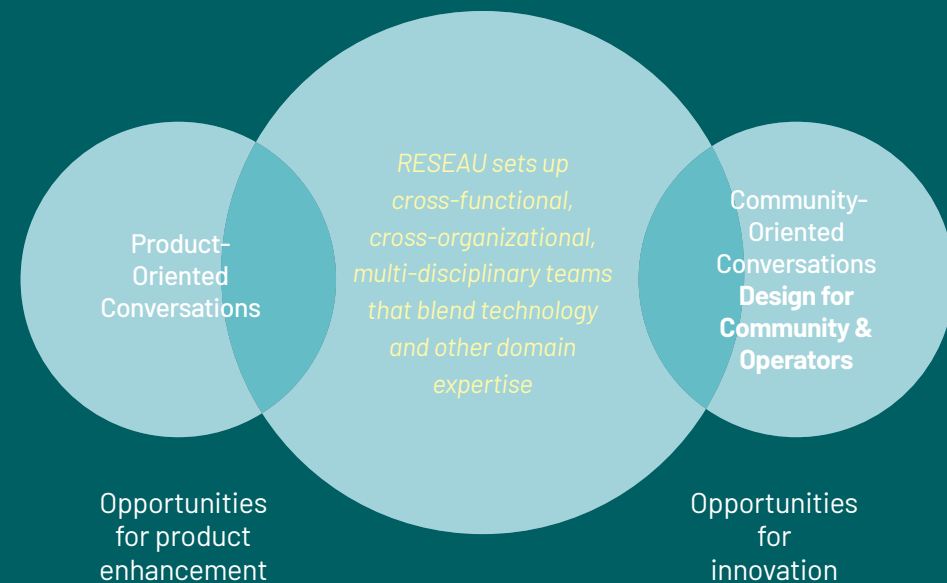 Product-
Oriented
Conversations
RESEAU sets up
cross-functional,
cross-organizational,
multi-disciplinary teams
that blend technology
and other domain
expertise
Community-
Oriented
Conversations
Design for
Community &
Operators
Opportunities
for product
enhancement
Opportunities
for
innovation